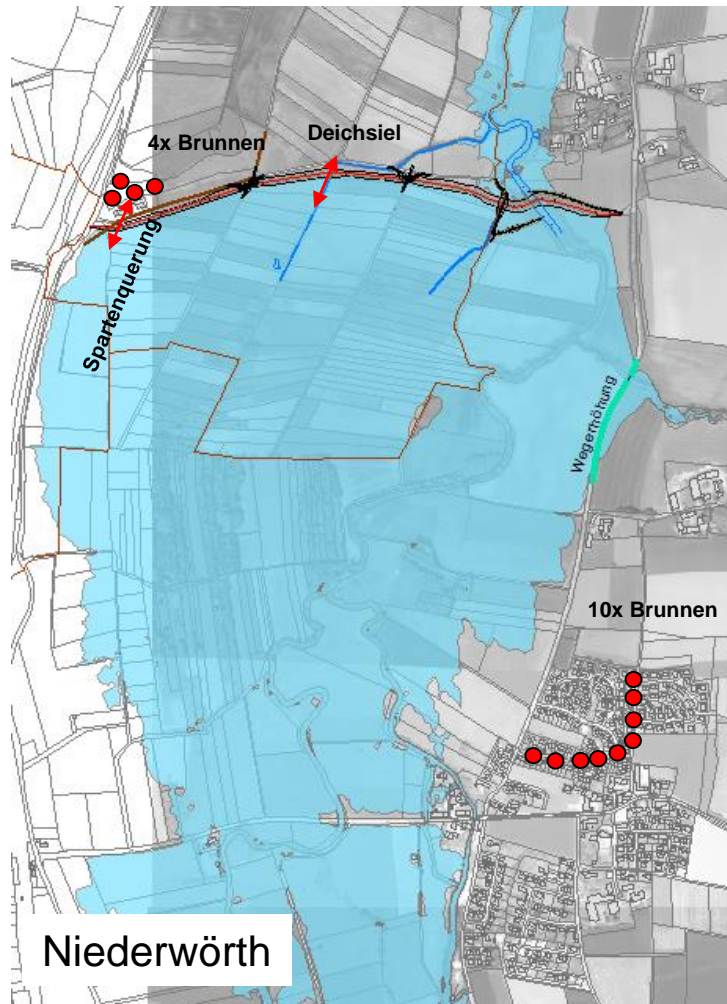 4x Brunnen
Deichsiel
Spartenquerung
Wegerhöhung
10x Brunnen
Niederwörth